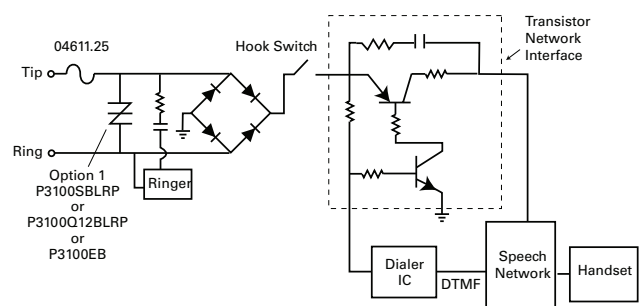 04611.25
Hook Switch
Transistor
Network
Interface
Tip
Ring
Option 1
P3100SBLRP
or
P3100Q12BLRP
or
P3100EB
Ringer
Dialer
IC
DTMF
Speech
Network
Handset